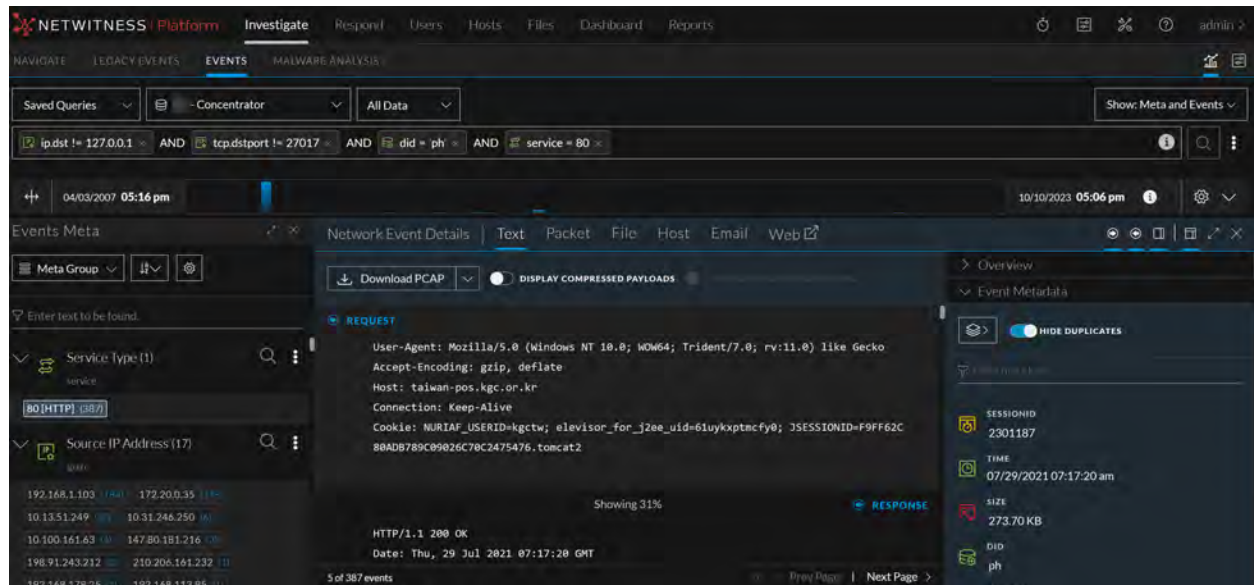 NETWITNESS Platform Investigate Respond Users Hosts Files Dashboard Reports admin
NAVIGATE LEGACY EVENTS EVENTS MALWARE ANALYSIS
Saved Queries - Concentrator All Data Show: Meta and Events
ip.dst != 127.0.0.1 AND tcp.dstport != 27017 AND did = 'ph' AND service = 80
04/03/2007 05:16 pm 10/10/2023 05:06 pm
Events Meta
Meta Group
Enter text to be found.
Service Type (1)
service
80 [HTTP] (387)
Source IP Address (17)
192.168.1.103 172.20.0.35
10.13.51.249 10.31.246.250
10.100.161.63 147.80.181.216
198.91.243.212 210.206.161.232
192.168.178.25 192.168.113.85
Network Event Details Text Packet File Host Email Web
Download PCAP DISPLAY COMPRESSED PAYLOADS
REQUEST
User-Agent: Mozilla/5.0 (Windows NT 10.0; WOW64; Trident/7.0; rv:11.0) like Gecko
Accept-Encoding: gzip, deflate
Host: taiwan-pos.kgc.or.kr
Connection: Keep-Alive
Cookie: NURIAF_USERID=kgctw; elevisor_for_j2ee_uid=61uykxptmcfy0; JSESSIONID=F9FF62C
80ADB789C09026C70C2475476.tomcat2
Showing 31%
RESPONSE
HTTP/1.1 200 OK
Date: Thu, 29 Jul 2021 07:17:20 GMT
5 of 387 events Prev Page | Next Page >
Overview
Event Metadata
HIDE DUPLICATES
SESSIONID
2301187
TIME
07/29/2021 07:17:20 am
SIZE
273.70 KB
DID
ph